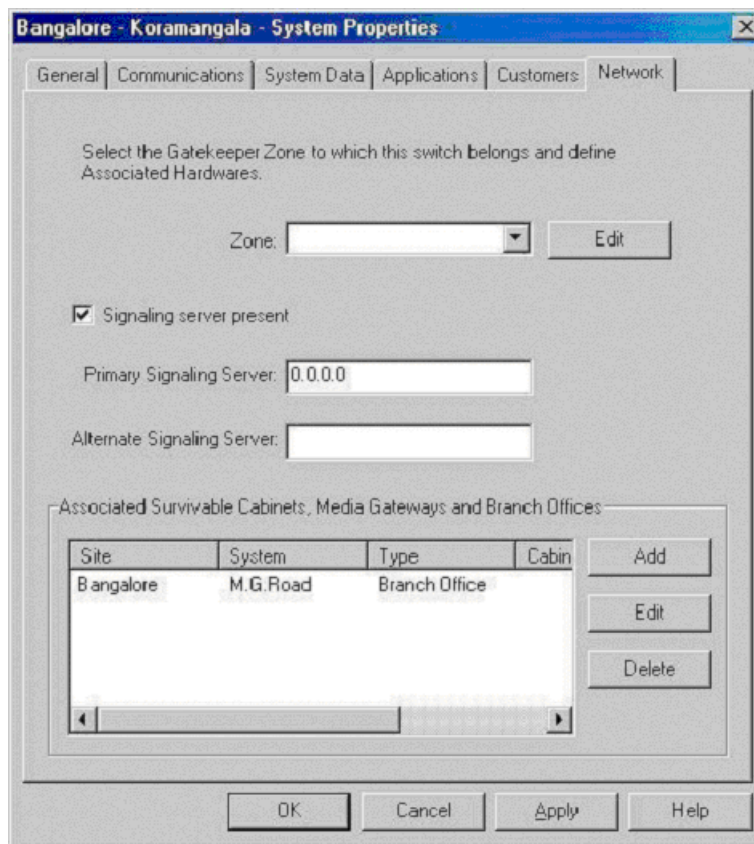 Bangalore - Koramangala - System Properties
General Communications System Data Applications Customers Network
Select the Gatekeeper Zone to which this switch belongs and define
Associated Hardwares.
Zone: Edit
Signaling server present
Primary Signaling Server: 0.0.0.0
Alternate Signaling Server:
Associated Survivable Cabinets, Media Gateways and Branch Offices
Site System Type Cabin Add
Bangalore M.G.Road Branch Office
Edit
Delete
OK Cancel Apply Help